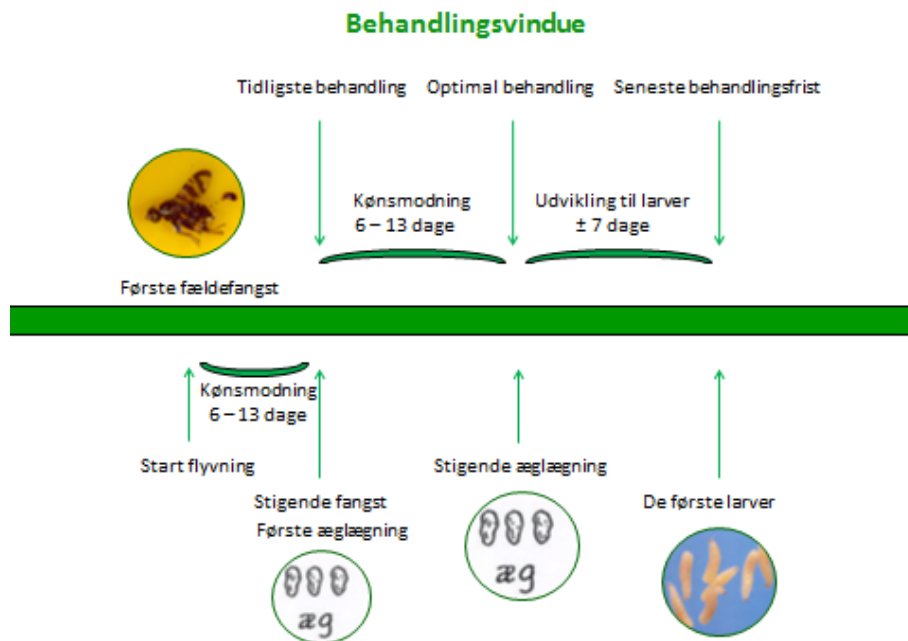 Behandlingsvindue
Tidligste behandling
Optimal behandling
Seneste behandlingsfrist
Kønsmodning
6 – 13 dage
Udvikling til larver
± 7 dage
Første fældefangst
Kønsmodning
6 – 13 dage
Start flyvning
Stigende æglægning
Stigende fangst
Første æglægning
De første larver
æg
æg